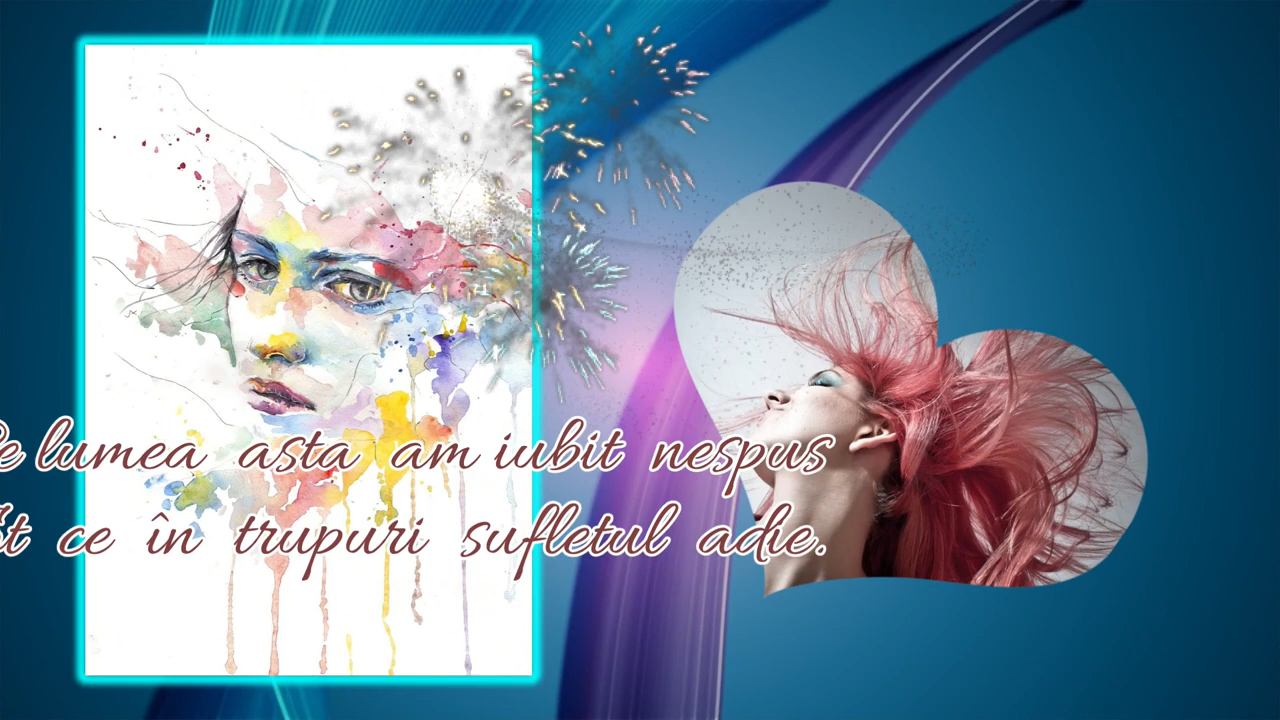 lumea asta am iubit nespus
ce în trupuri sufletul adie.